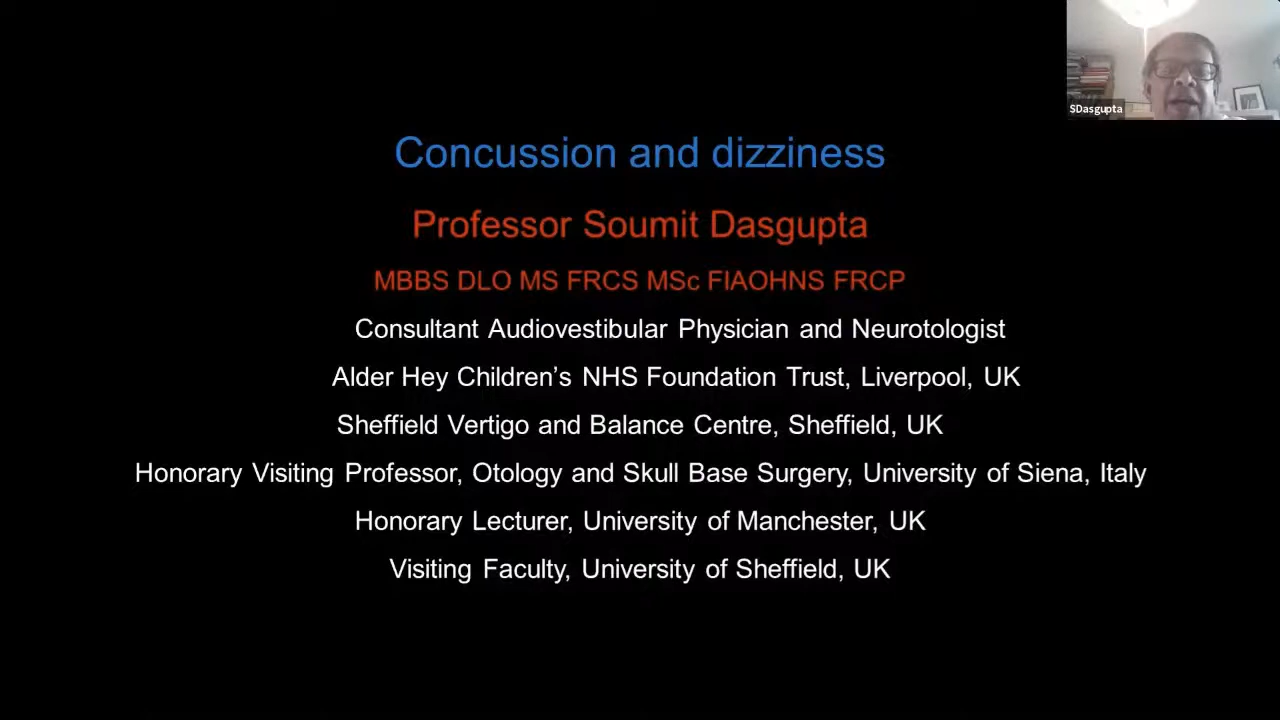 SDasgupta
Concussion and dizziness
Professor Soumit Dasgupta
MBBS DLO MS FRCS MSc FIAOHNS FRCP
Consultant Audiovestibular Physician and Neurotologist
Alder Hey Children’s NHS Foundation Trust, Liverpool, UK
Sheffield Vertigo and Balance Centre, Sheffield, UK
Honorary Visiting Professor, Otology and Skull Base Surgery, University of Siena, Italy
Honorary Lecturer, University of Manchester, UK
Visiting Faculty, University of Sheffield, UK